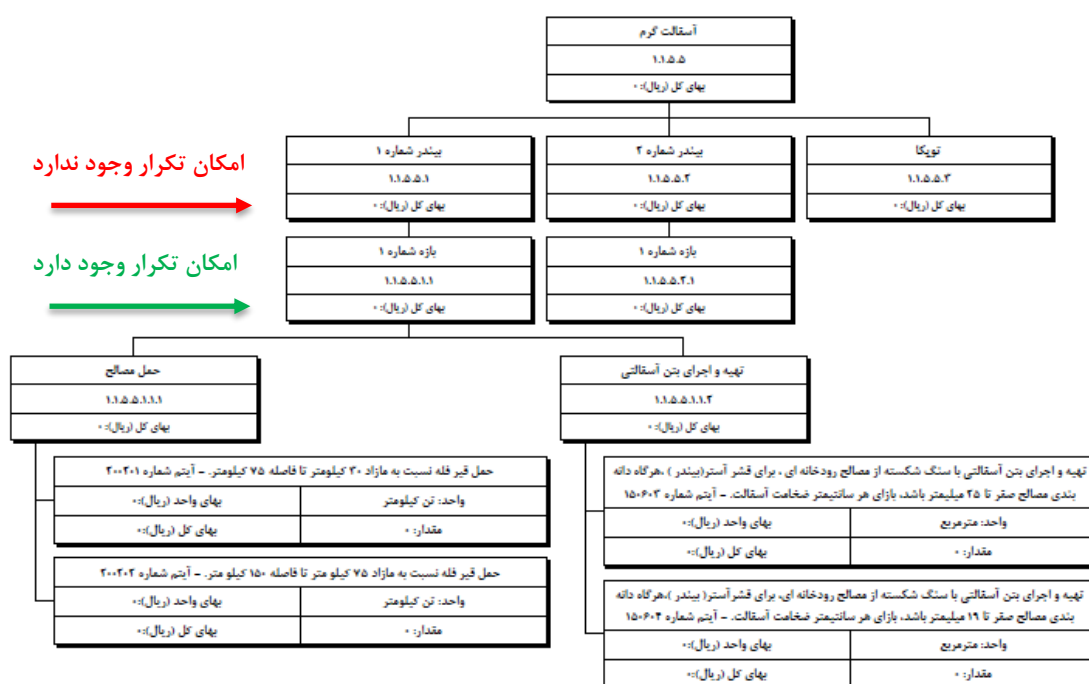 آسفالت گرم
۱.۱.۵.۵
بهای کل (ریال): ۰
امکان تکرار وجود ندارد
بیندر شماره ۱
۱.۱.۵.۵.۱
بهای کل (ریال): ۰
بیندر شماره ۲
۱.۱.۵.۵.۲
بهای کل (ریال): ۰
توپکا
۱.۱.۵.۵.۳
بهای کل (ریال): ۰
امکان تکرار وجود دارد
بازه شماره ۱
۱.۱.۵.۵.۱.۱
بهای کل (ریال): ۰
بازه شماره ۱
۱.۱.۵.۵.۲.۱
بهای کل (ریال): ۰
حمل مصالح
۱.۱.۵.۵.۱.۱.۱
بهای کل (ریال): ۰
تهیه و اجرای بتن آسفالتی
۱.۱.۵.۵.۱.۱.۲
بهای کل (ریال): ۰
حمل قیر فله نسبت به مازاد ۳۰ کیلومتر تا فاصله ۷۵ کیلومتر. - آیتم شماره ۲۰۰۲۰۱
واحد: تن کیلومتر
بهای واحد (ریال):۰
مقدار: ۰
بهای کل (ریال):۰
حمل قیر فله نسبت به مازاد ۷۵ کیلو متر تا فاصله ۱۵۰ کیلو متر. - آیتم شماره ۲۰۰۲۰۲
واحد: تن کیلومتر
بهای واحد (ریال):۰
مقدار: ۰
بهای کل (ریال):۰
تهیه و اجرای بتن آسفالتی با سنگ شکسته از مصالح رودخانه ای ، برای قشر آستر(بیندر ) ،هرگاه دانه
بندی مصالح صفر تا ۲۵ میلیمتر باشد، بازای هر سانتیمتر ضخامت آسفالت. - آیتم شماره ۱۵۰۶۰۳
واحد: مترمربع
بهای واحد (ریال):۰
مقدار: ۰
بهای کل (ریال):۰
تهیه و اجرای بتن آسفالتی با سنگ شکسته از مصالح رودخانه ای، برای قشر آستر( بیندر )،هرگاه دانه
بندی مصالح صفر تا ۱۹ میلیمتر باشد، بازای هر سانتیمتر ضخامت آسفالت. - آیتم شماره ۱۵۰۶۰۴
واحد: مترمربع
بهای واحد (ریال):۰
مقدار: ۰
بهای کل (ریال):۰